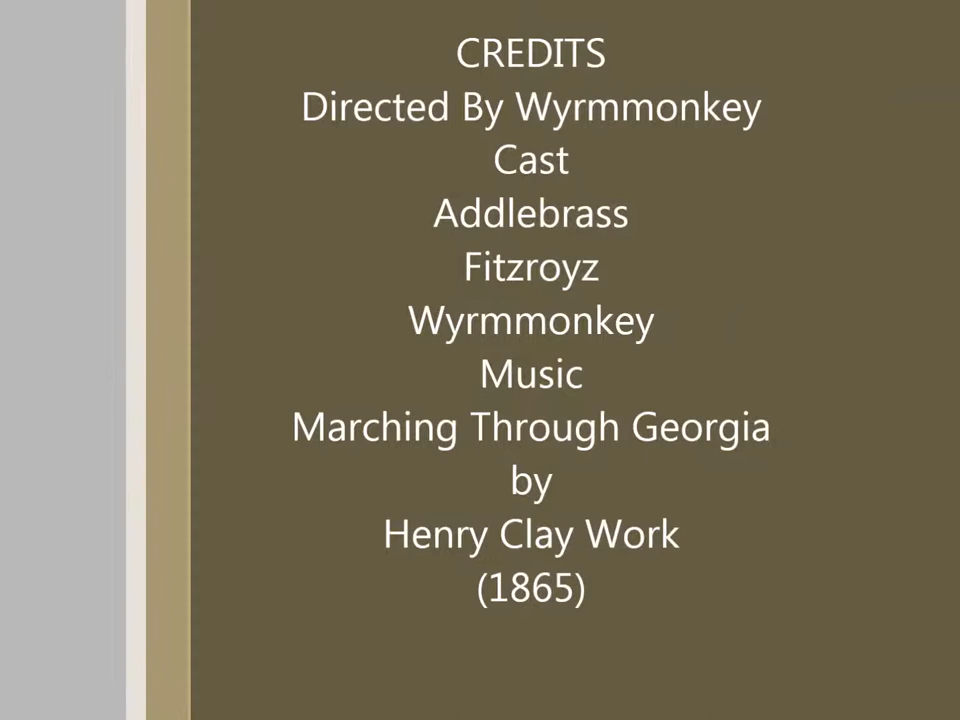 CREDITS
Directed By Wyrmmonkey
Cast
Addlebrass
Fitzroyz
Wyrmmonkey
Music
Marching Through Georgia
by
Henry Clay Work
(1865)